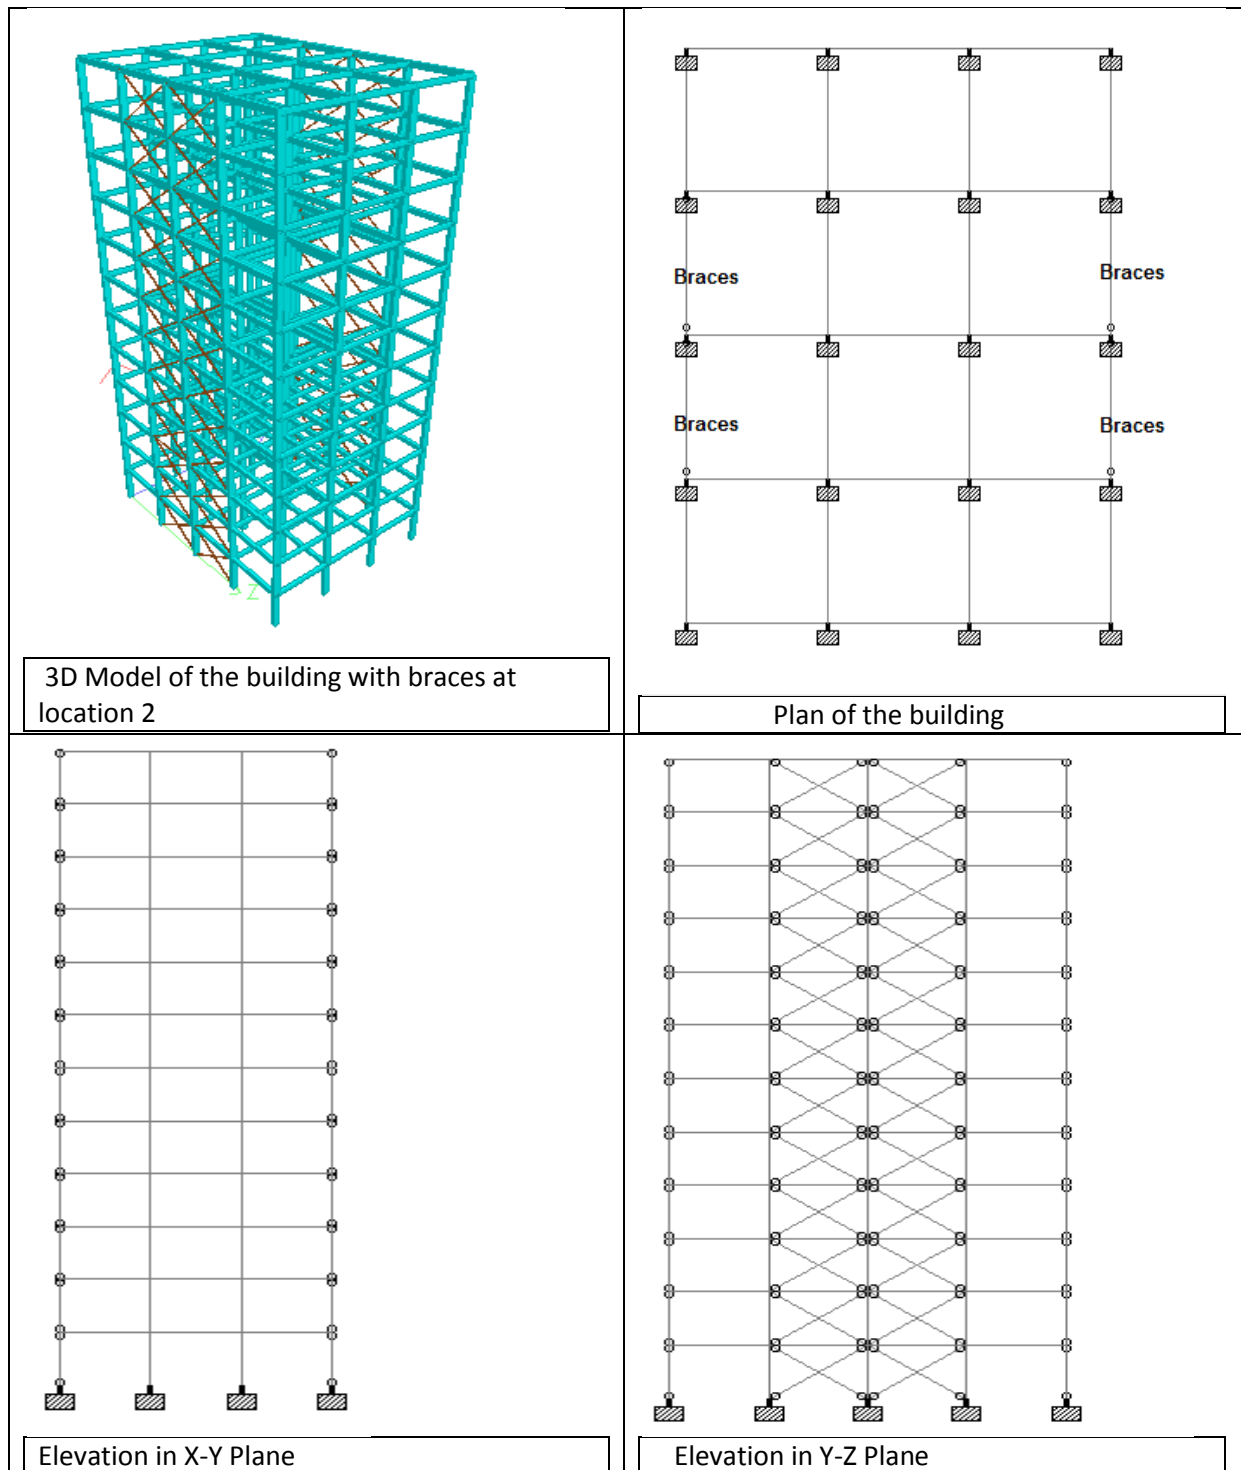 Z
3D Model of the building with braces at
location 2
Braces
Braces
Braces
Braces
Plan of the building
Elevation in X-Y Plane
Elevation in Y-Z Plane